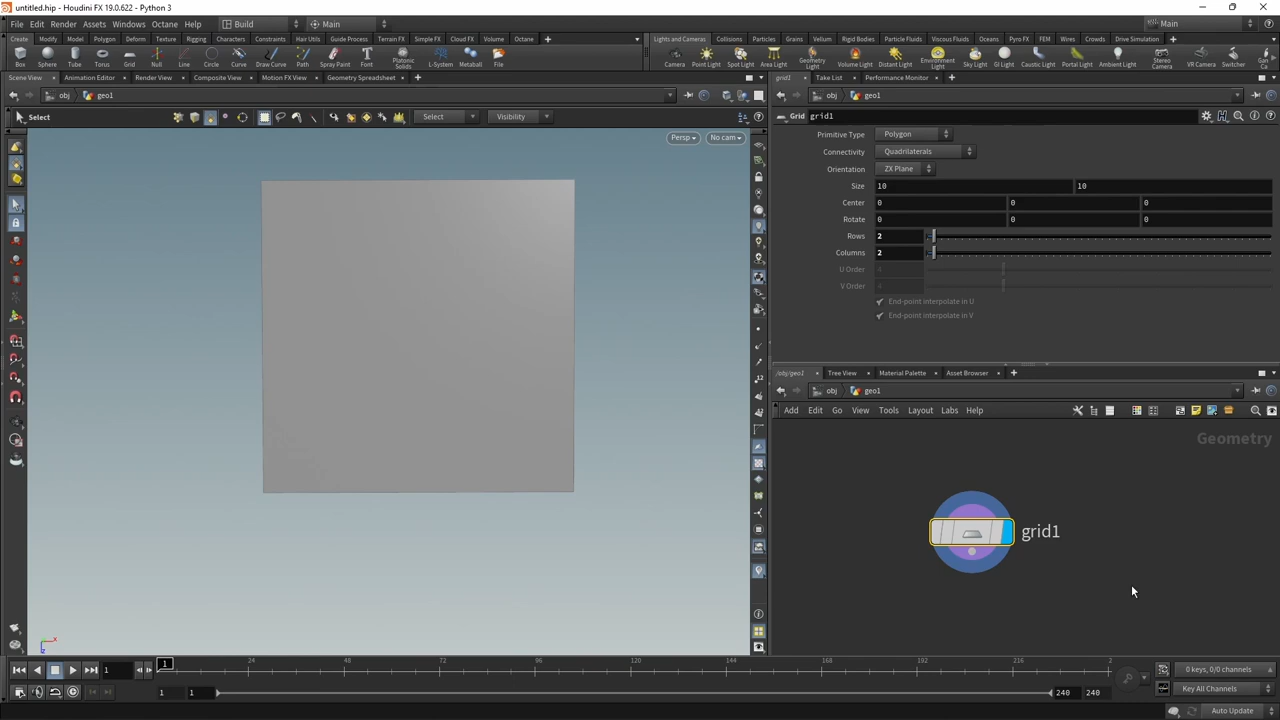 untitled.hip - Houdini FX 19.0.622 - Python 3
File Edit Render Assets Windows Octane Help Build Main Main
Create Modify Model Polygon Deform Texture Rigging Characters Constraints Hair Utils Guide Process Terrain FX Simple FX Cloud FX Volume Octane
Box Sphere Tube Torus Grid Null Line Circle Curve Draw Curve Path Spray Paint Font Platonic Solids L-System Metaball File
Lights and Cameras Collisions Particles Grains Vellum Rigid Bodies Particle Fluids Viscous Fluids Oceans Pyro FX FEM Wires Crowds Drive Simulation
Camera Point Light Spot Light Area Light Geometry Light Volume Light Distant Light Environment Light Sky Light GI Light Caustic Light Portal Light Ambient Light Stereo Camera VR Camera Switcher
Scene View Animation Editor Render View Composite View Motion FX View Geometry Spreadsheet
obj geo1
Select Select Visibility
Persp No cam
grid1 Take List Performance Monitor
obj geo1
Grid grid1
Primitive Type Polygon
Connectivity Quadrilaterals
Orientation ZX Plane
Size 10 10
Center 0 0 0
Rotate 0 0 0
Rows 2
Columns 2
U Order 4
V Order 4
End-point interpolate in U
End-point interpolate in V
/obj/geo1 Tree View Material Palette Asset Browser
obj geo1
Add Edit Go View Tools Layout Labs Help
Geometry
grid1
1 1 24 48 72 96 120 144 168 192 216 2
0 keys, 0/0 channels
1 1 240 240
Key All Channels
Auto Update